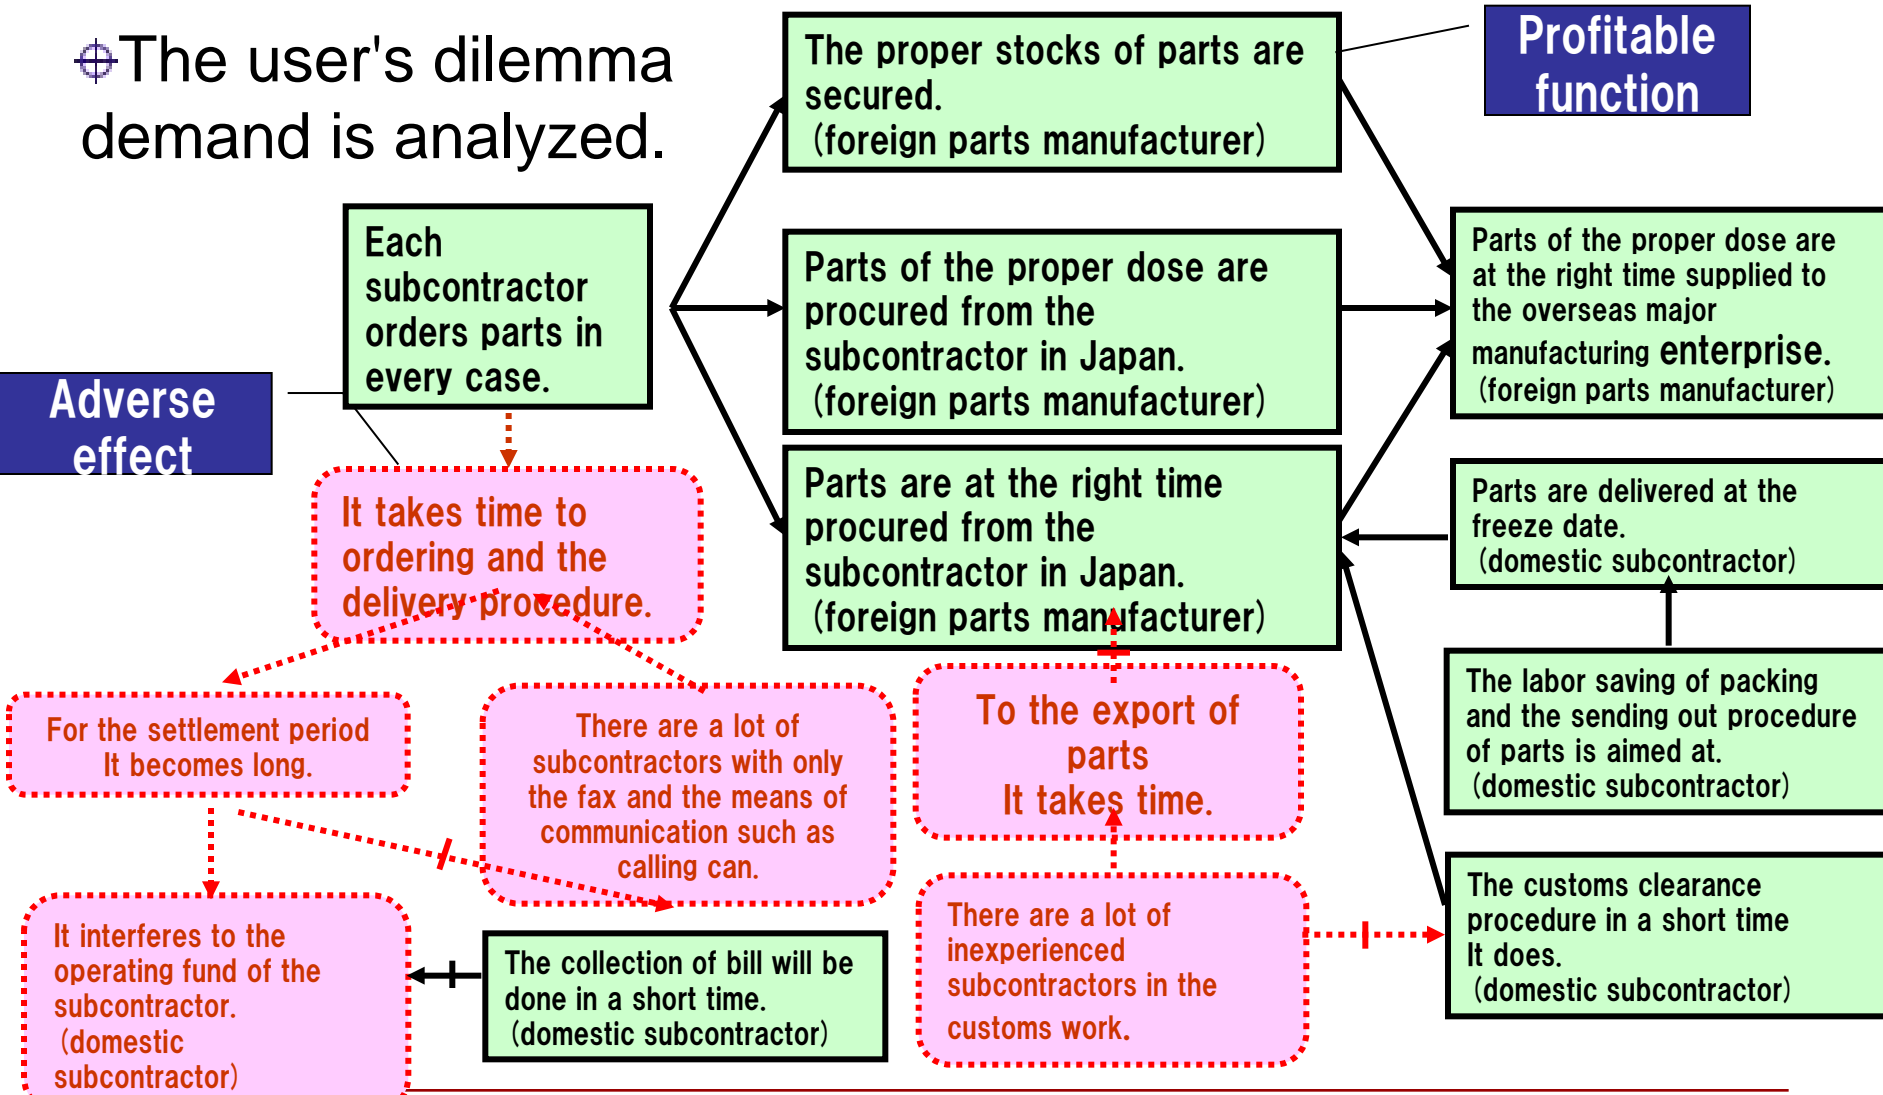 The user's dilemma
demand is analyzed.
The proper stocks of parts are
secured.
(foreign parts manufacturer)
Profitable
function
Each
subcontractor
orders parts in
every case.
Parts of the proper dose are
procured from the
subcontractor in Japan.
(foreign parts manufacturer)
Parts of the proper dose are
at the right time supplied to
the overseas major
manufacturing enterprise.
(foreign parts manufacturer)
Adverse
effect
It takes time to
ordering and the
delivery procedure.
Parts are at the right time
procured from the
subcontractor in Japan.
(foreign parts manufacturer)
Parts are delivered at the
freeze date.
(domestic subcontractor)
For the settlement period
It becomes long.
There are a lot of
subcontractors with only
the fax and the means of
communication such as
calling can.
To the export of
parts
It takes time.
The labor saving of packing
and the sending out procedure
of parts is aimed at.
(domestic subcontractor)
It interferes to the
operating fund of the
subcontractor.
(domestic
subcontractor)
The collection of bill will be
done in a short time.
(domestic subcontractor)
There are a lot of
inexperienced
subcontractors in the
customs work.
The customs clearance
procedure in a short time
It does.
(domestic subcontractor)